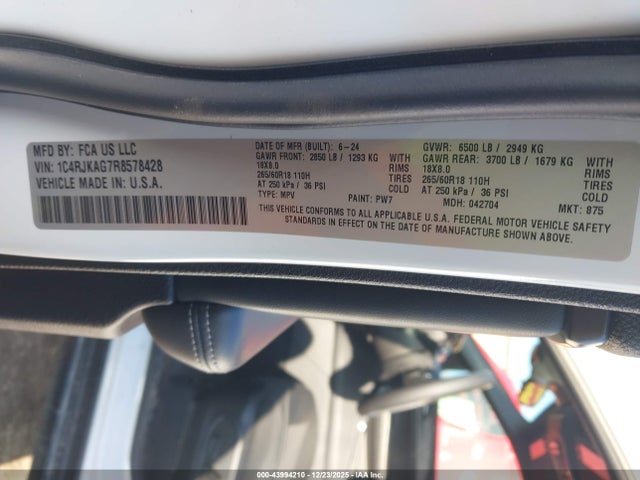 MFD BY: FCA US LLC
VIN: 1C4RJKAG7R8578428
VEHICLE MADE IN: U.S.A.
DATE OF MFR (BUILT): 6-24
GAWR FRONT: 2850 LB / 1293 KG WITH
18X8.0 RIMS
265/60R18 110H TIRES
AT 250 kPa / 36 PSI COLD
TYPE: MPV PAINT: PW7
GVWR: 6500 LB / 2949 KG
GAWR REAR: 3700 LB / 1679 KG WITH
18X8.0 RIMS
265/60R18 110H TIRES
AT 250 kPa / 36 PSI COLD
MDH: 042704 MKT: 875
THIS VEHICLE CONFORMS TO ALL APPLICABLE U.S.A. FEDERAL MOTOR VEHICLE SAFETY
STANDARDS IN EFFECT ON THE DATE OF MANUFACTURE SHOWN ABOVE.
000-43994210 - 12/23/2025 - IAA Inc.